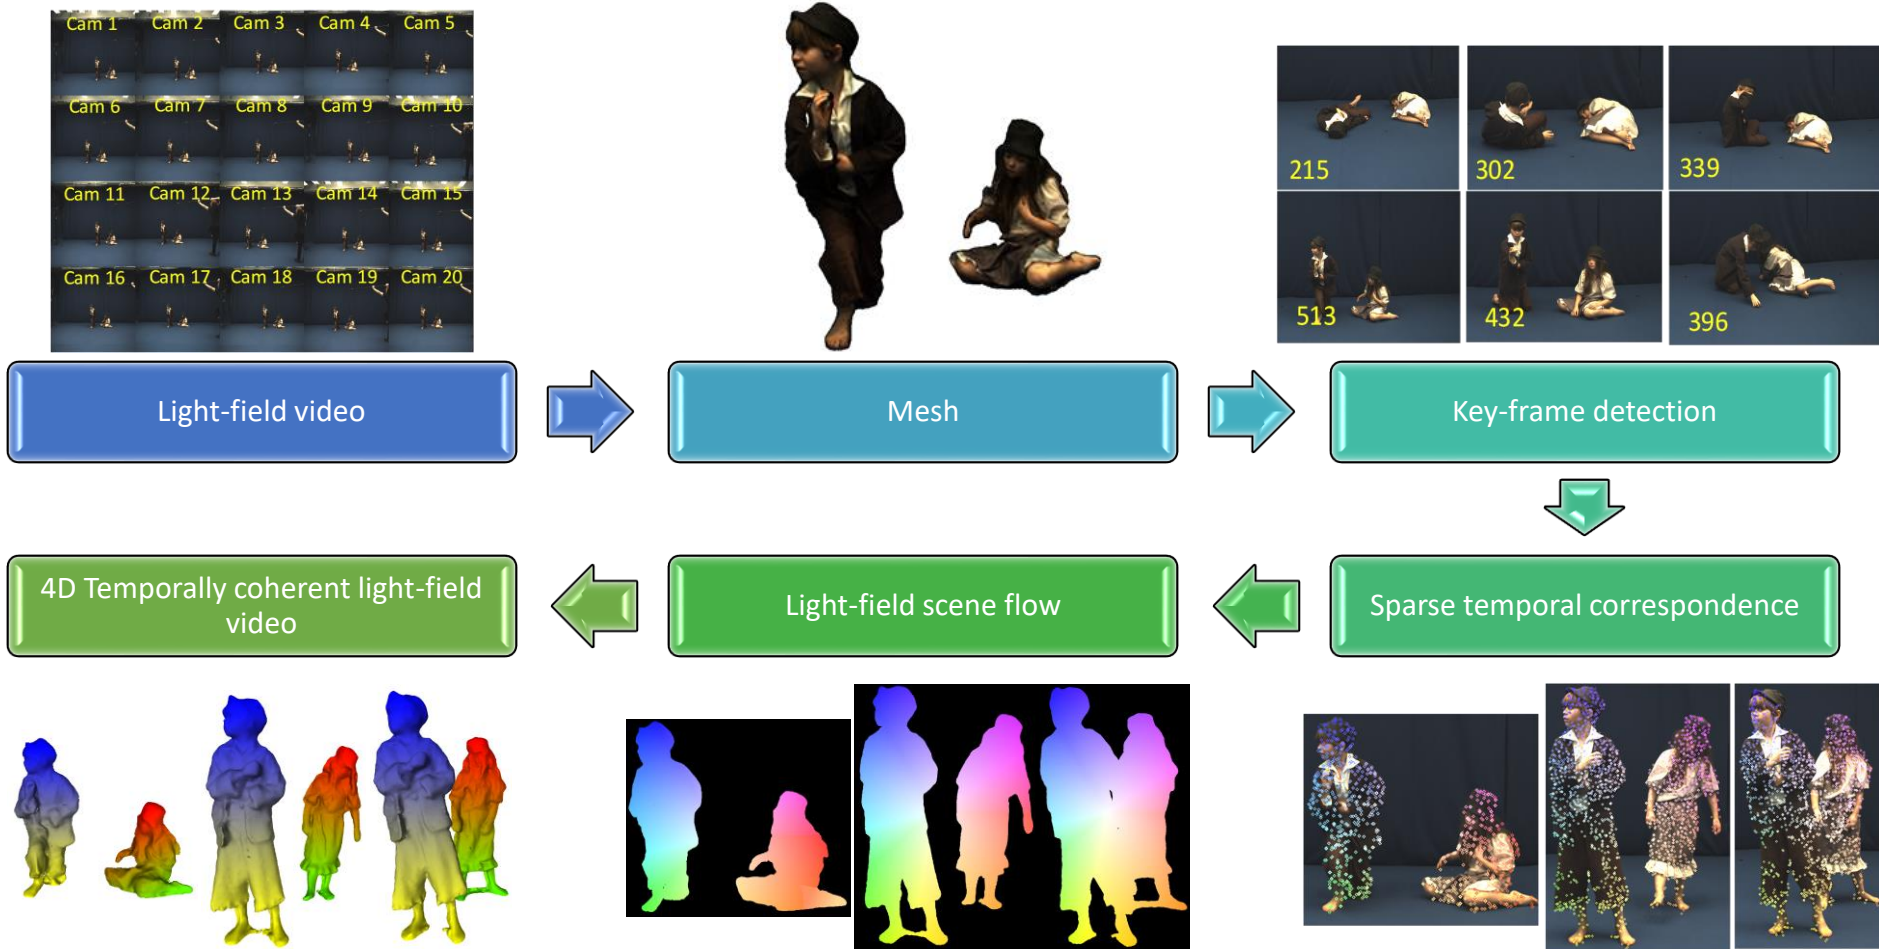 Cam 1 Cam 2 Cam 3 Cam 4 Cam 5
Cam 6 Cam 7 Cam 8 Cam 9 Cam 10
Cam 11 Cam 12 Cam 13 Cam 14 Cam 15
Cam 16 Cam 17 Cam 18 Cam 19 Cam 20
215 302 339
513 432 396
Light-field video
Mesh
Key-frame detection
4D Temporally coherent light-field
video
Light-field scene flow
Sparse temporal correspondence